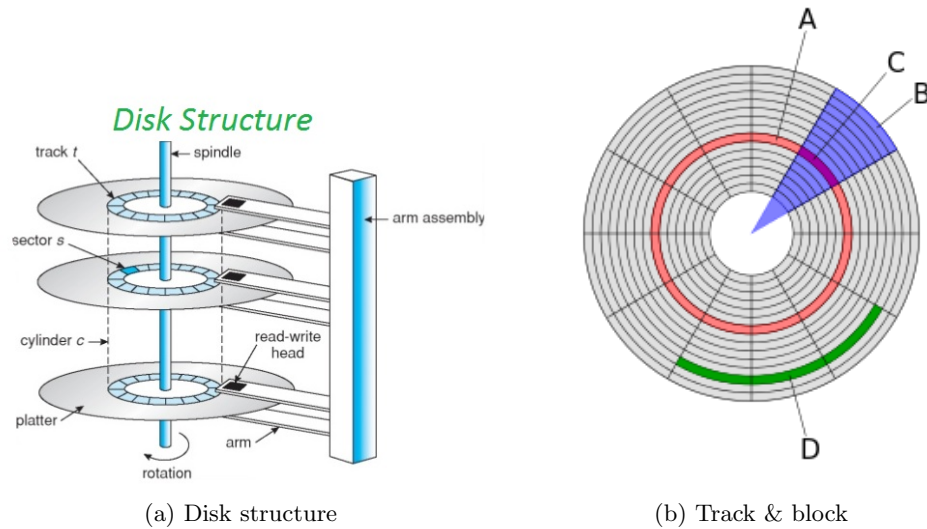 Disk Structure
track t
spindle
arm assembly
sector s
cylinder c
read-write
head
platter
arm
rotation
A
C
B
D
(a) Disk structure
(b) Track & block